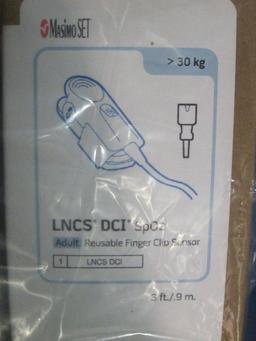 Masimo SET
> 30 kg
LNCS® DCI® SpO2
Adult Reusable Finger Clip Sensor
1 LNCS DCI
3 ft./.9 m.